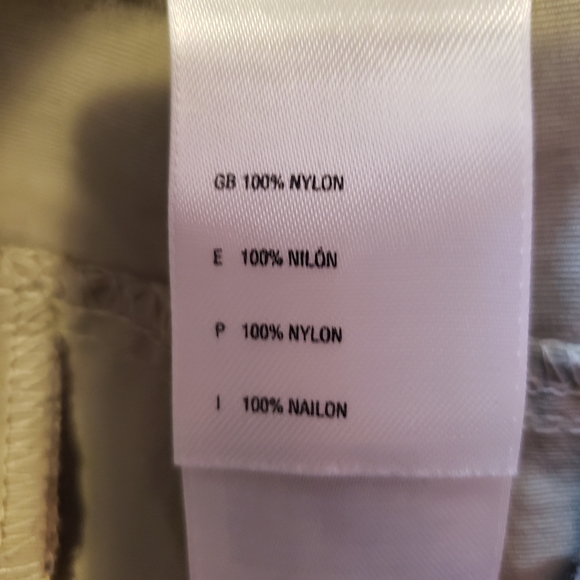 GB 100% NYLON
E 100% NILÓN
P 100% NYLON
I 100% NAILON